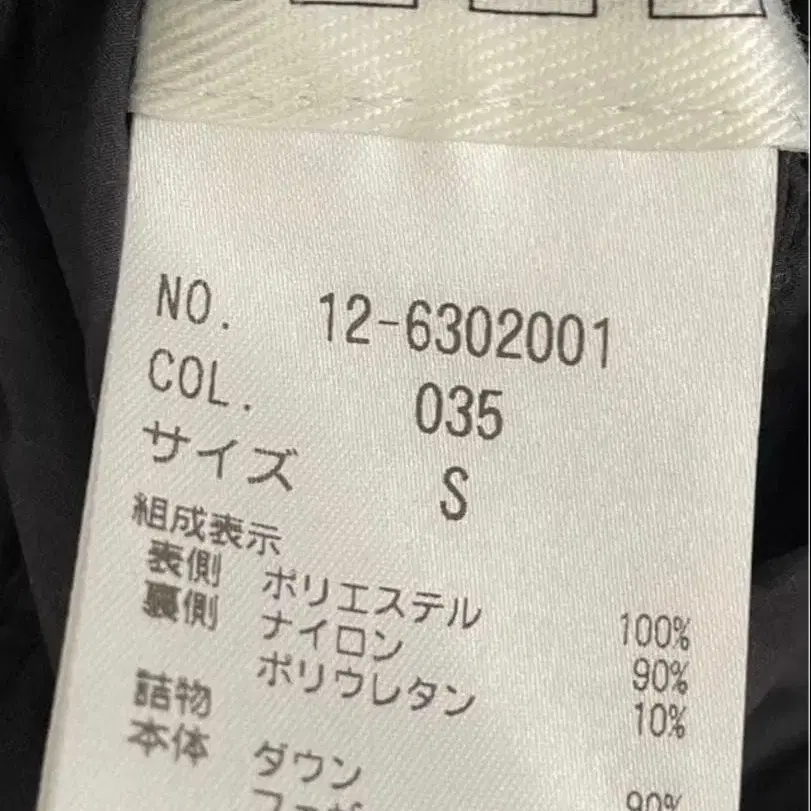 NO. 12-6302001
COL. 035
サイズ S
組成表示
表側 ポリエステル 100%
裏側 ナイロン 90%
ポリウレタン 10%
詰物
本体 ダウン 90%